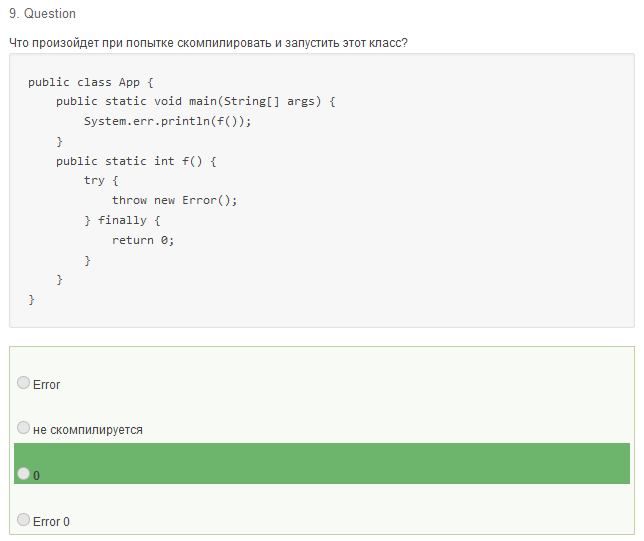 9. Question
Что произойдет при попытке скомпилировать и запустить этот класс?
public class App {
    public static void main(String[] args) {
        System.err.println(f());
    }
    public static int f() {
        try {
            throw new Error();
        } finally {
            return 0;
        }
    }
}
Error
не скомпилируется
0
Error 0